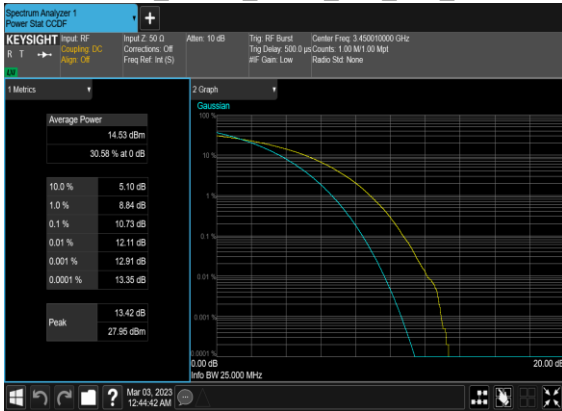 Spectrum Analyzer 1
Power Stat CCDF
KEYSIGHT
R T
LW
Input: RF
Coupling: DC
Align: Off
Input Z: 50 Ω
Corrections: Off
Freq Ref: Int (S)
Atten: 10 dB
Trig: RF Burst
Trig Delay: 500.0 µs
#IF Gain: Low
Center Freq: 3.450010000 GHz
Counts: 1.00 M/1.00 Mpt
Radio Std: None
1 Metrics
Average Power
14.53 dBm
30.58 % at 0 dB
10.0 % 5.10 dB
1.0 % 8.84 dB
0.1 % 10.73 dB
0.01 % 12.11 dB
0.001 % 12.91 dB
0.0001 % 13.35 dB
Peak
13.42 dB
27.95 dBm
2 Graph
Gaussian
100 %
10 %
1 %
0.1 %
0.01 %
0.001 %
0.0001 %
0.00 dB
20.00 dB
Info BW 25.000 MHz
Mar 03, 2023
12:44:42 AM